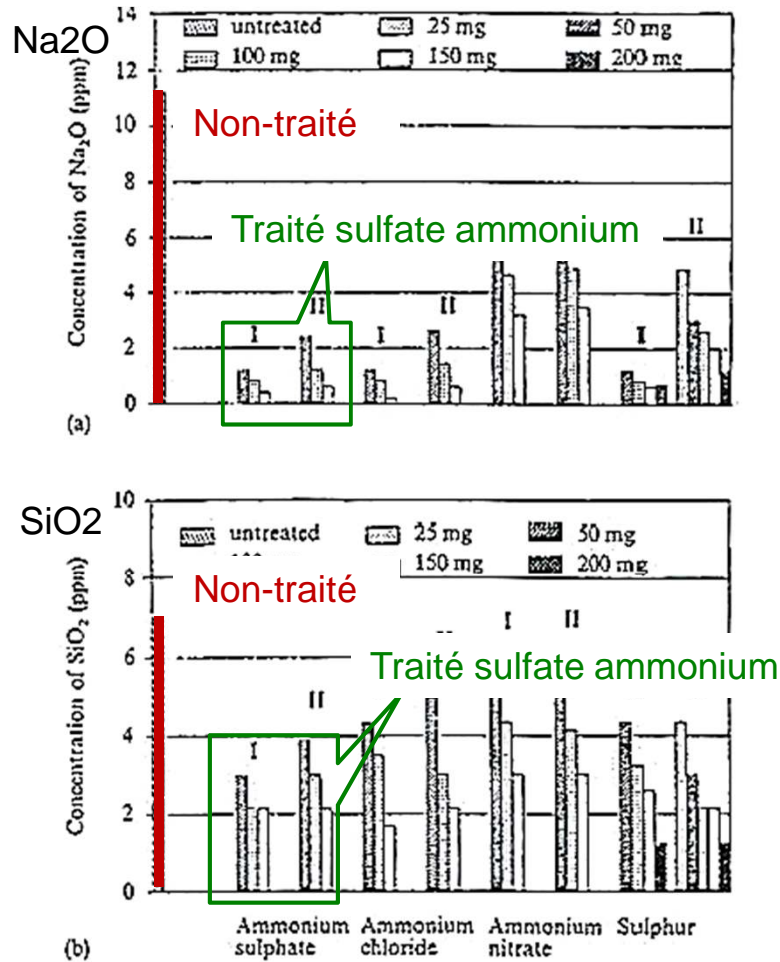 Na2O
Concentration of Na₂O (ppm)
14
12
10
8
6
4
2
0
untreated 25 mg 50 mg
100 mg 150 mg 200 mg
Non-traité
Traité sulfate ammonium
I II I II I II
(a)
SiO2
Concentration of SiO₂ (ppm)
10
8
6
4
2
0
untreated 25 mg 50 mg
150 mg 200 mg
Non-traité
Traité sulfate ammonium
I II I II
Ammonium sulphate
Ammonium chloride
Ammonium nitrate
Sulphur
(b)